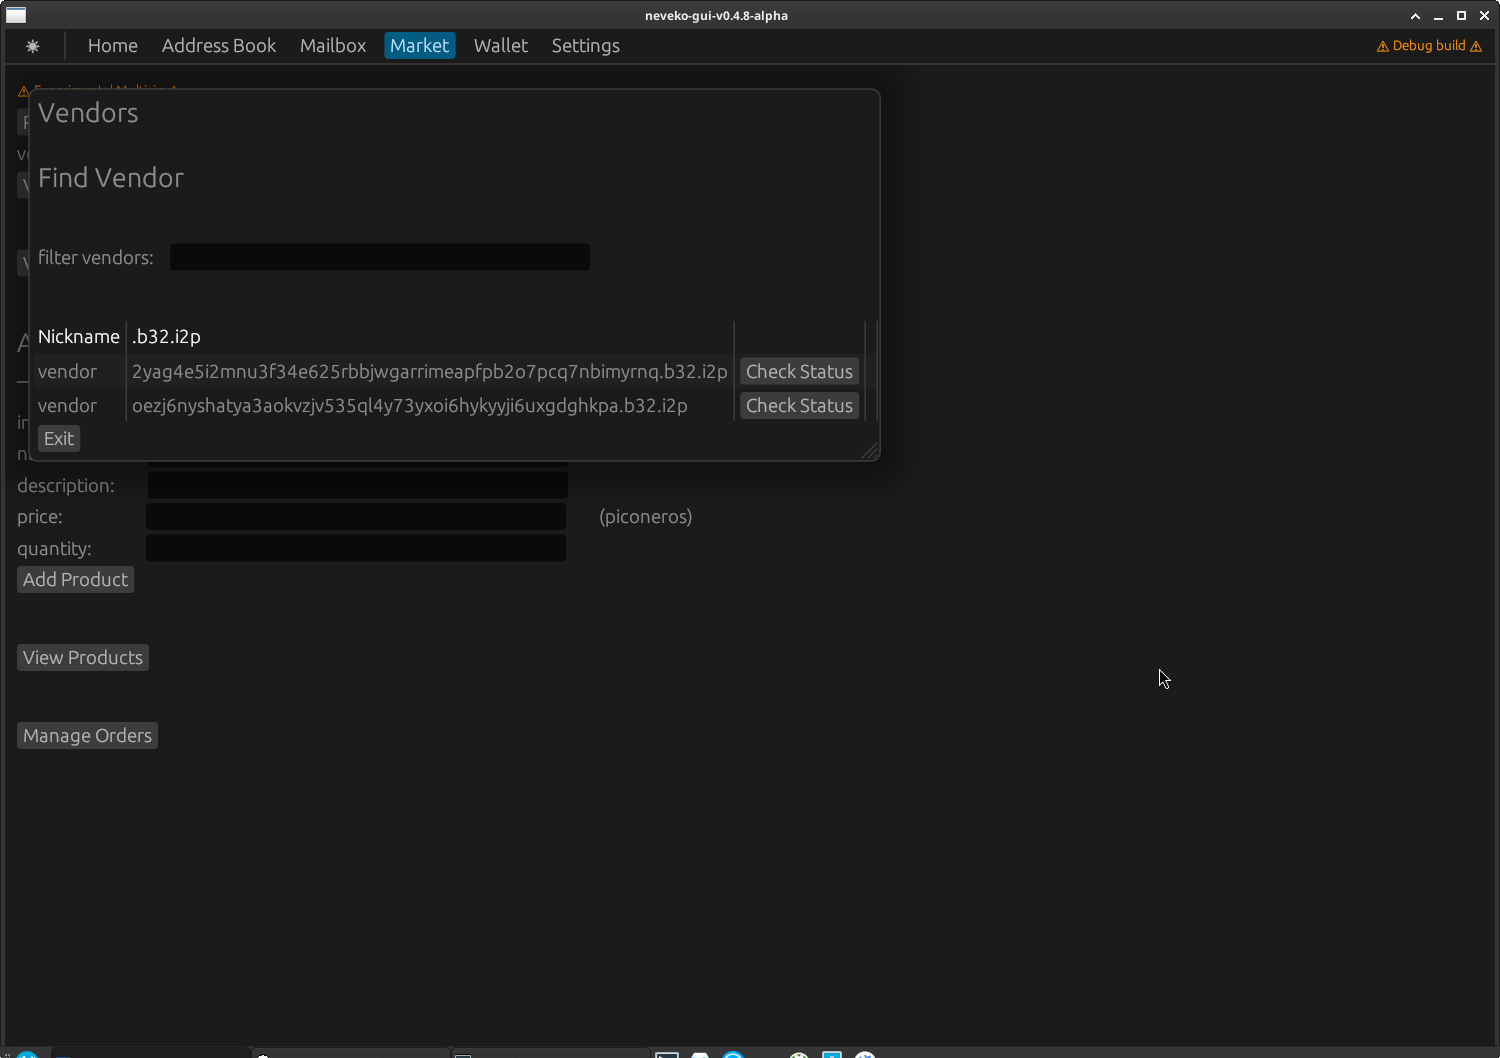 neveko-gui-v0.4.8-alpha
Home Address Book Mailbox Market Wallet Settings ⚠ Debug build ⚠
Vendors
Find Vendor
filter vendors:
Nickname .b32.i2p
vendor 2yag4e5i2mnu3f34e625rbbjwgarrimeapfpb2o7pcq7nbimyrnq.b32.i2p Check Status
vendor oezj6nyshatya3aokvzjv535ql4y73yxoi6hykyyji6uxgdghkpa.b32.i2p Check Status
Exit
description:
price: (piconeros)
quantity:
Add Product
View Products
Manage Orders